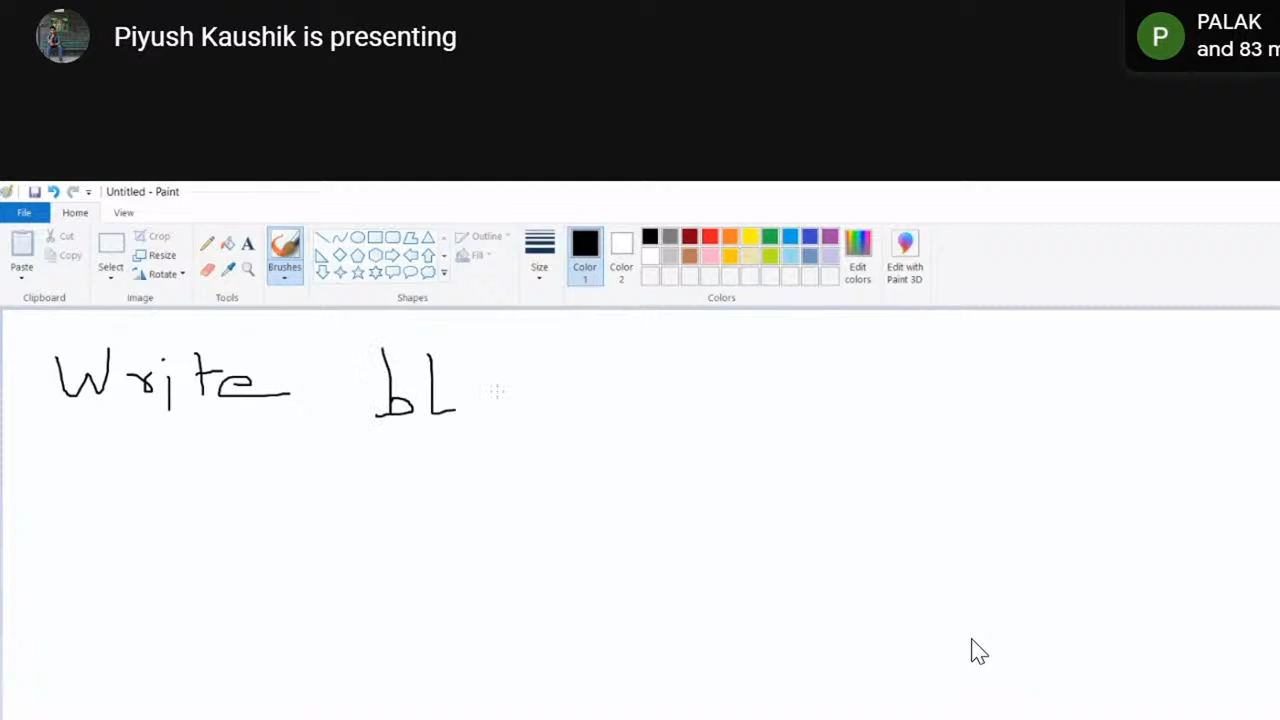 Piyush Kaushik is presenting
P
PALAK
and 83 m
Untitled - Paint
File Home View
Paste
Cut
Copy
Clipboard
Select
Crop
Resize
Rotate
Image
A
Tools
Brushes
Outline
Fill
Shapes
Size
Color
1
Color
2
Edit
colors
Edit with
Paint 3D
Colors
Write bL